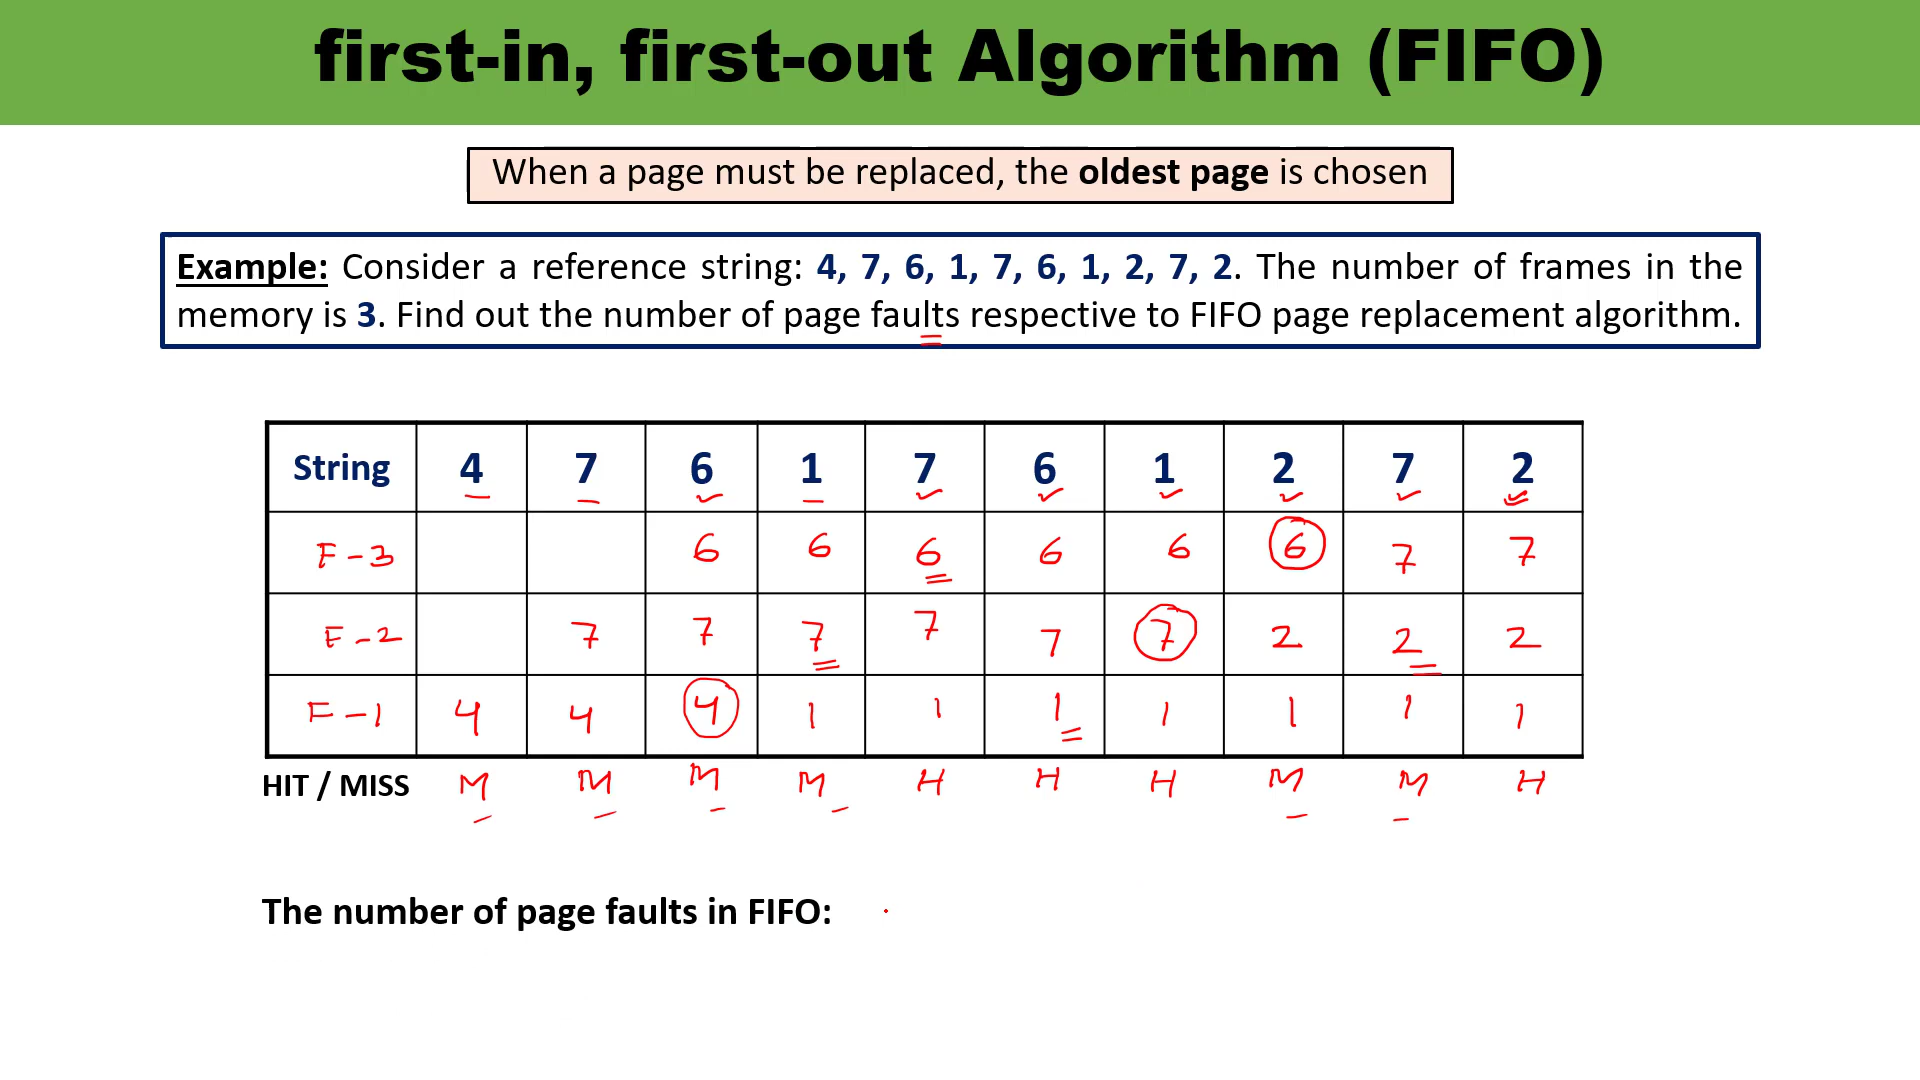 first-in, first-out Algorithm (FIFO)
When a page must be replaced, the oldest page is chosen
Example: Consider a reference string: 4, 7, 6, 1, 7, 6, 1, 2, 7, 2. The number of frames in the
memory is 3. Find out the number of page faults respective to FIFO page replacement algorithm.
String 4 7 6 1 7 6 1 2 7 2
F-3 6 6 6 6 6 6 7 7
F-2 7 7 7 7 7 7 2 2 2
F-1 4 4 4 1 1 1 1 1 1 1
HIT / MISS M M M M H H H M M H
The number of page faults in FIFO: